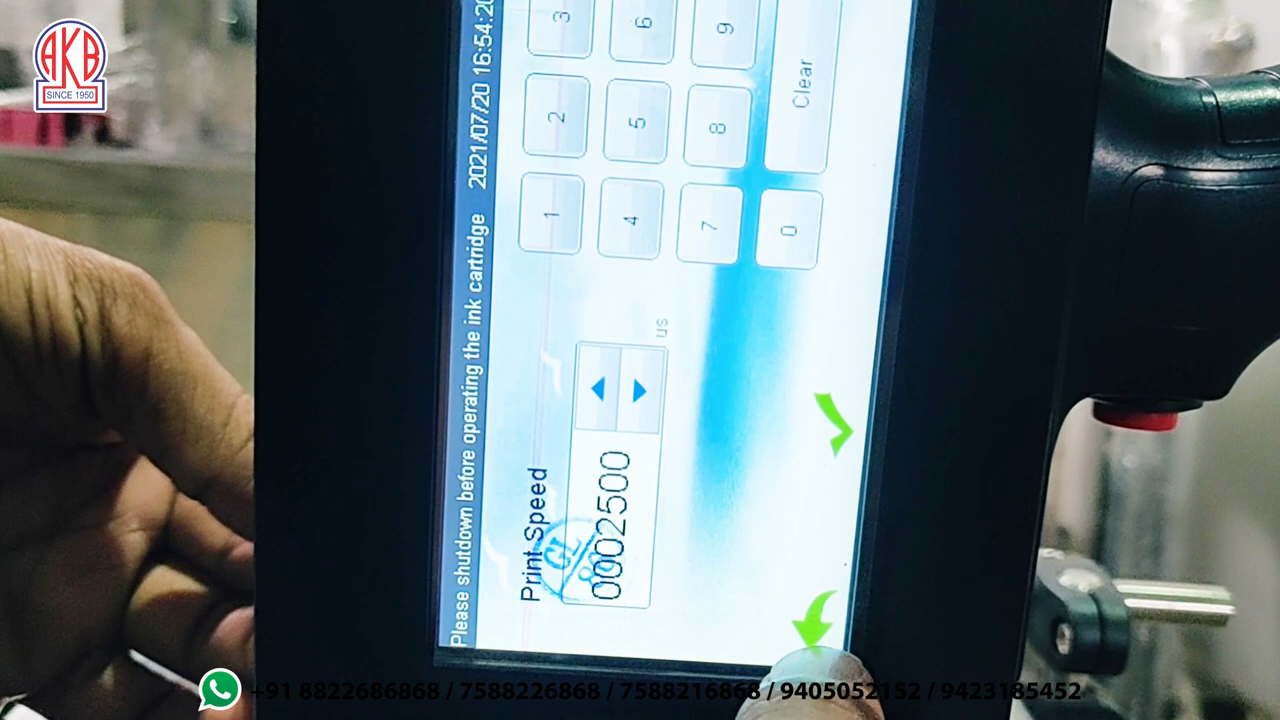 AKB
SINCE 1950
Please shutdown before operating the ink cartridge 2021/07/20 16:54:20
Print Speed
0002500
us
1 2 3
4 5 6
7 8 9
0 Clear
+91 8822686868 / 7588226868 / 7588216868 / 9405052152 / 9423185452